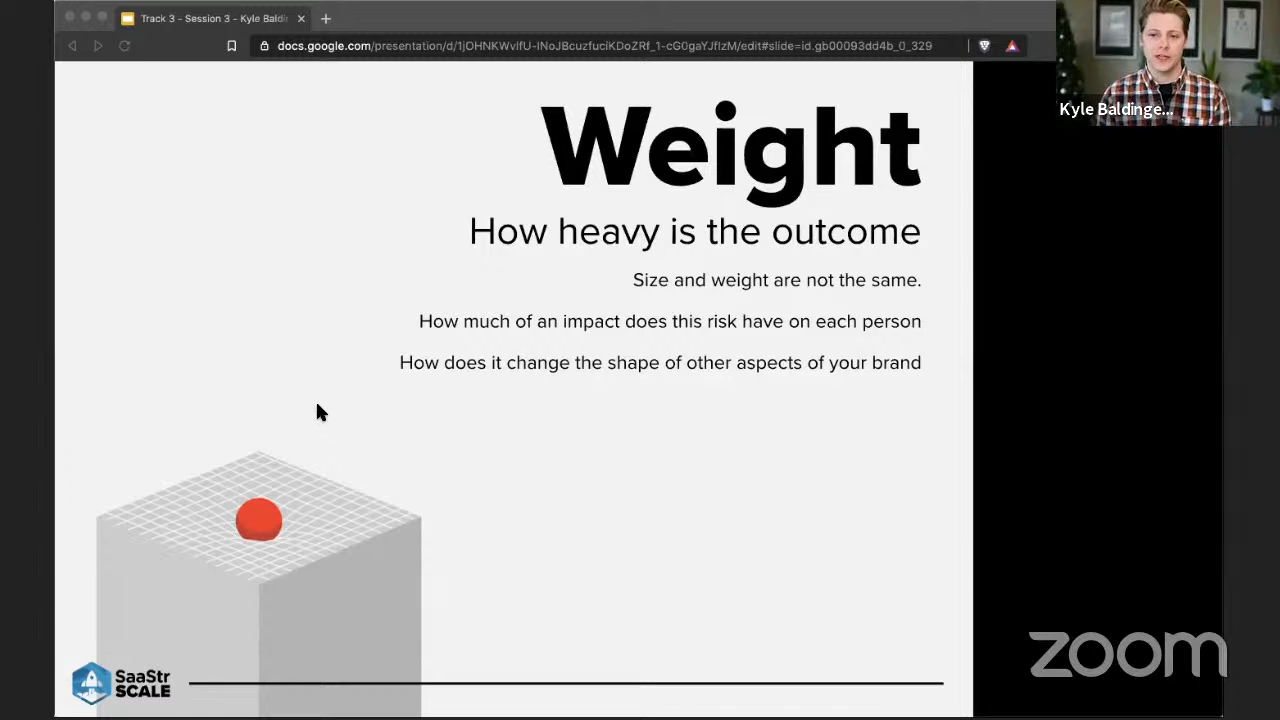 Track 3 - Session 3 - Kyle Baldi
docs.google.com/presentation/d/1jOHNKWvlfU-INoJBcuzfuciKDoZRf_1-cG0gaYJflzM/edit#slide=id.gb00093dd4b_0_329
Kyle Baldinge...
Weight
How heavy is the outcome
Size and weight are not the same.
How much of an impact does this risk have on each person
How does it change the shape of other aspects of your brand
SaaStr
SCALE
zoom